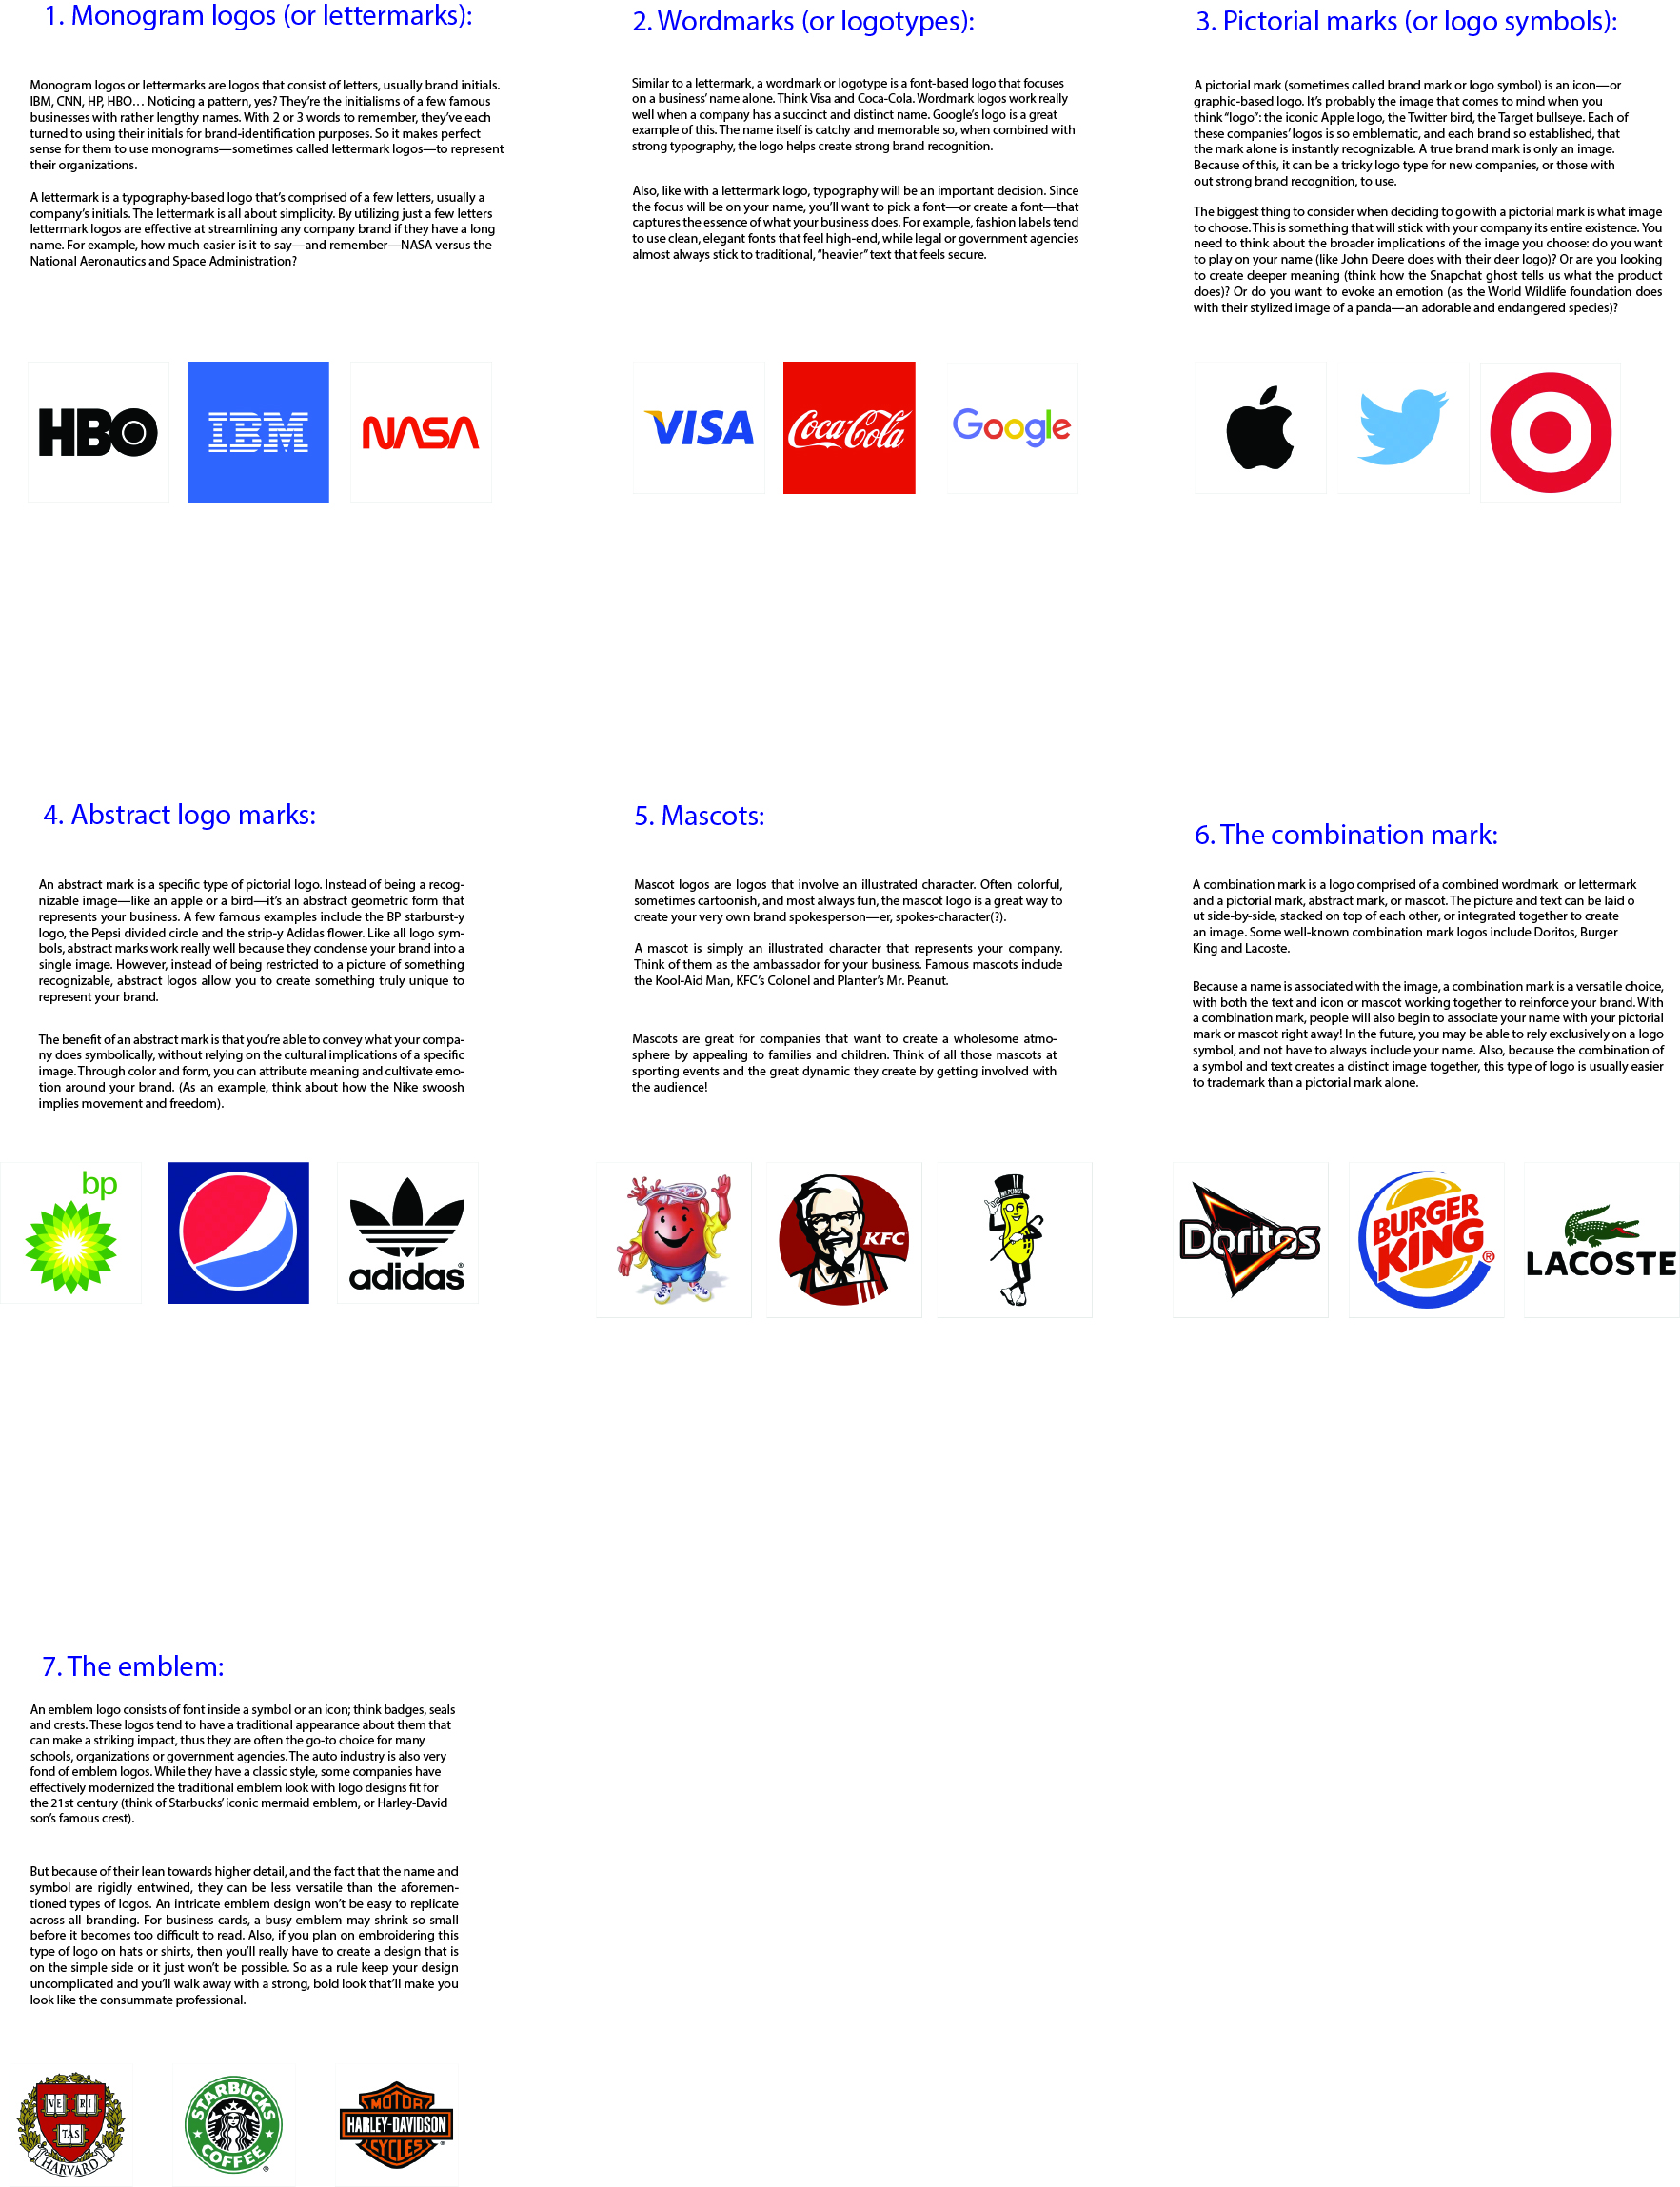 1. Monogram logos (or lettermarks):
Monogram logos or lettermarks are logos that consist of letters, usually brand initials.
IBM, CNN, HP, HBO… Noticing a pattern, yes? They’re the initialisms of a few famous
businesses with rather lengthy names. With 2 or 3 words to remember, they’ve each
turned to using their initials for brand-identification purposes. So it makes perfect
sense for them to use monograms—sometimes called lettermark logos—to represent
their organizations.
A lettermark is a typography-based logo that’s comprised of a few letters, usually a
company’s initials. The lettermark is all about simplicity. By utilizing just a few letters
lettermark logos are effective at streamlining any company brand if they have a long
name. For example, how much easier is it to say—and remember—NASA versus the
National Aeronautics and Space Administration?
HBO
IBM
NASA
2. Wordmarks (or logotypes):
Similar to a lettermark, a wordmark or logotype is a font-based logo that focuses
on a business’ name alone. Think Visa and Coca-Cola. Wordmark logos work really
well when a company has a succinct and distinct name. Google’s logo is a great
example of this. The name itself is catchy and memorable so, when combined with
strong typography, the logo helps create strong brand recognition.
Also, like with a lettermark logo, typography will be an important decision. Since
the focus will be on your name, you’ll want to pick a font—or create a font—that
captures the essence of what your business does. For example, fashion labels tend
to use clean, elegant fonts that feel high-end, while legal or government agencies
almost always stick to traditional, “heavier” text that feels secure.
VISA
Coca-Cola
Google
3. Pictorial marks (or logo symbols):
A pictorial mark (sometimes called brand mark or logo symbol) is an icon—or
graphic-based logo. It’s probably the image that comes to mind when you
think “logo”: the iconic Apple logo, the Twitter bird, the Target bullseye. Each of
these companies’ logos is so emblematic, and each brand so established, that
the mark alone is instantly recognizable. A true brand mark is only an image.
Because of this, it can be a tricky logo type for new companies, or those with
out strong brand recognition, to use.
The biggest thing to consider when deciding to go with a pictorial mark is what image
to choose. This is something that will stick with your company its entire existence. You
need to think about the broader implications of the image you choose: do you want
to play on your name (like John Deere does with their deer logo)? Or are you looking
to create deeper meaning (think how the Snapchat ghost tells us what the product
does)? Or do you want to evoke an emotion (as the World Wildlife foundation does
with their stylized image of a panda—an adorable and endangered species)?
4. Abstract logo marks:
An abstract mark is a specific type of pictorial logo. Instead of being a recog-
nizable image—like an apple or a bird—it’s an abstract geometric form that
represents your business. A few famous examples include the BP starburst-y
logo, the Pepsi divided circle and the strip-y Adidas flower. Like all logo sym-
bols, abstract marks work really well because they condense your brand into a
single image. However, instead of being restricted to a picture of something
recognizable, abstract logos allow you to create something truly unique to
represent your brand.
The benefit of an abstract mark is that you’re able to convey what your compa-
ny does symbolically, without relying on the cultural implications of a specific
image. Through color and form, you can attribute meaning and cultivate emo-
tion around your brand. (As an example, think about how the Nike swoosh
implies movement and freedom).
bp
adidas®
5. Mascots:
Mascot logos are logos that involve an illustrated character. Often colorful,
sometimes cartoonish, and most always fun, the mascot logo is a great way to
create your very own brand spokesperson—er, spokes-character(?).
A mascot is simply an illustrated character that represents your company.
Think of them as the ambassador for your business. Famous mascots include
the Kool-Aid Man, KFC’s Colonel and Planter’s Mr. Peanut.
Mascots are great for companies that want to create a wholesome atmo-
sphere by appealing to families and children. Think of all those mascots at
sporting events and the great dynamic they create by getting involved with
the audience!
KFC
MR. PEANUT
6. The combination mark:
A combination mark is a logo comprised of a combined wordmark  or lettermark
and a pictorial mark, abstract mark, or mascot. The picture and text can be laid o
ut side-by-side, stacked on top of each other, or integrated together to create
an image. Some well-known combination mark logos include Doritos, Burger
King and Lacoste.
Because a name is associated with the image, a combination mark is a versatile choice,
with both the text and icon or mascot working together to reinforce your brand. With
a combination mark, people will also begin to associate your name with your pictorial
mark or mascot right away! In the future, you may be able to rely exclusively on a logo
symbol, and not have to always include your name. Also, because the combination of
a symbol and text creates a distinct image together, this type of logo is usually easier
to trademark than a pictorial mark alone.
Doritos
BURGER
KING®
LACOSTE
7. The emblem:
An emblem logo consists of font inside a symbol or an icon; think badges, seals
and crests. These logos tend to have a traditional appearance about them that
can make a striking impact, thus they are often the go-to choice for many
schools, organizations or government agencies. The auto industry is also very
fond of emblem logos. While they have a classic style, some companies have
effectively modernized the traditional emblem look with logo designs fit for
the 21st century (think of Starbucks’ iconic mermaid emblem, or Harley-David
son’s famous crest).
But because of their lean towards higher detail, and the fact that the name and
symbol are rigidly entwined, they can be less versatile than the aforemen-
tioned types of logos. An intricate emblem design won’t be easy to replicate
across all branding. For business cards, a busy emblem may shrink so small
before it becomes too difficult to read. Also, if you plan on embroidering this
type of logo on hats or shirts, then you’ll really have to create a design that is
on the simple side or it just won’t be possible. So as a rule keep your design
uncomplicated and you’ll walk away with a strong, bold look that’ll make you
look like the consummate professional.
VE RI
TAS
HARVARD
STARBUCKS
COFFEE®
MOTOR
HARLEY-DAVIDSON
CYCLES®